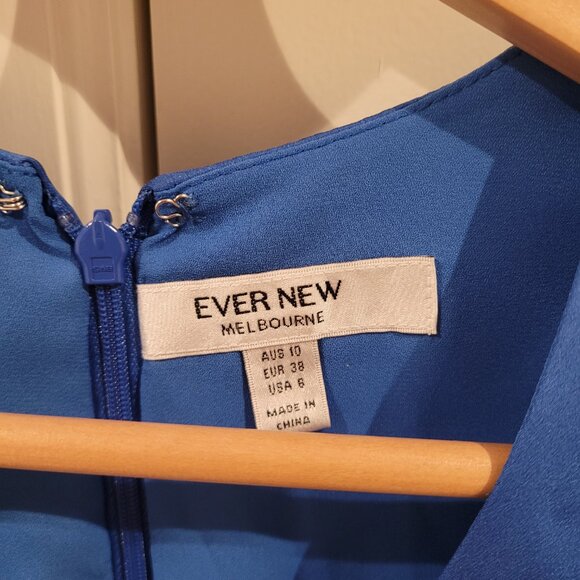 EVER NEW
MELBOURNE
AUS 10
EUR 38
USA 6
MADE IN
CHINA